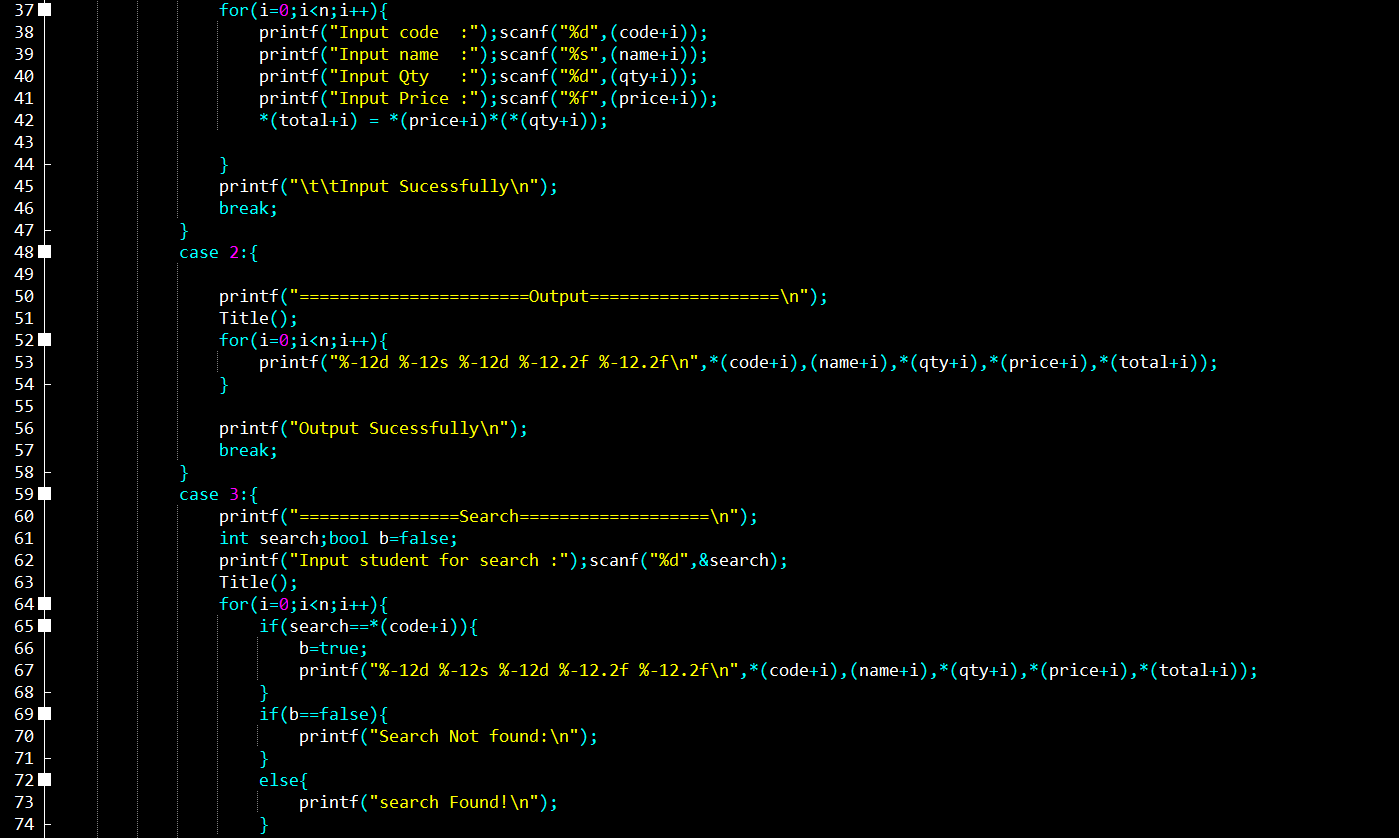 37 for(i=0;i<n;i++){
38 printf("Input code  :");scanf("%d",(code+i));
39 printf("Input name  :");scanf("%s",(name+i));
40 printf("Input Qty   :");scanf("%d",(qty+i));
41 printf("Input Price :");scanf("%f",(price+i));
42 *(total+i) = *(price+i)*(*(qty+i));
43
44 }
45 printf("\t\tInput Sucessfully\n");
46 break;
47 }
48 case 2:{
49
50 printf("=======================Output===================\n");
51 Title();
52 for(i=0;i<n;i++){
53 printf("%-12d %-12s %-12d %-12.2f %-12.2f\n",*(code+i),(name+i),*(qty+i),*(price+i),*(total+i));
54 }
55
56 printf("Output Sucessfully\n");
57 break;
58 }
59 case 3:{
60 printf("================Search===================\n");
61 int search;bool b=false;
62 printf("Input student for search :");scanf("%d",&search);
63 Title();
64 for(i=0;i<n;i++){
65 if(search==*(code+i)){
66 b=true;
67 printf("%-12d %-12s %-12d %-12.2f %-12.2f\n",*(code+i),(name+i),*(qty+i),*(price+i),*(total+i));
68 }
69 if(b==false){
70 printf("Search Not found:\n");
71 }
72 else{
73 printf("search Found!\n");
74 }